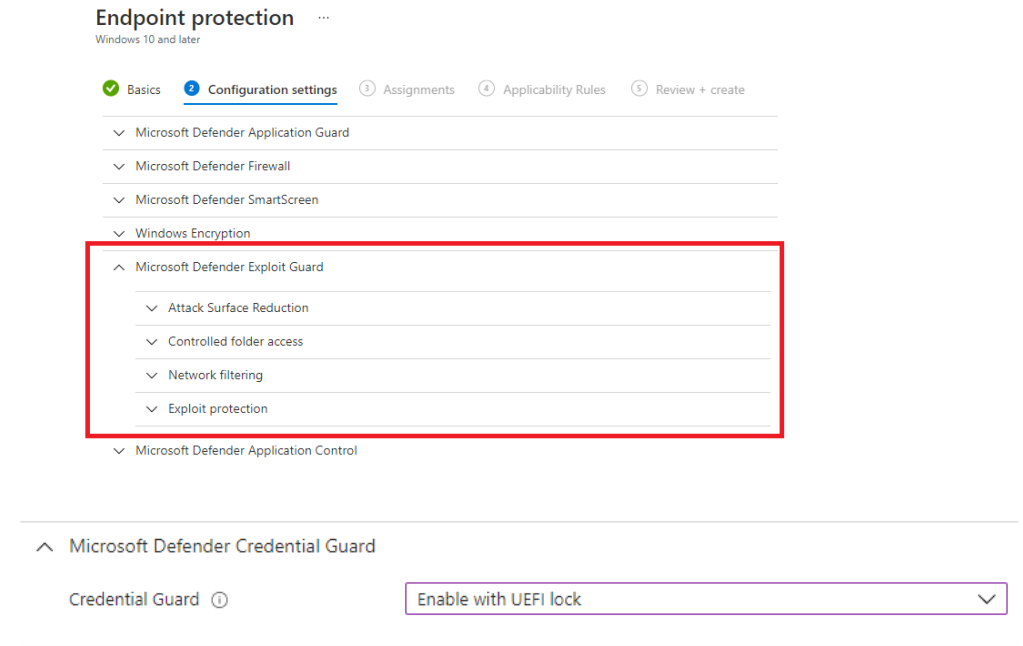 Endpoint protection ...
Windows 10 and later
Basics 2 Configuration settings 3 Assignments 4 Applicability Rules 5 Review + create
Microsoft Defender Application Guard
Microsoft Defender Firewall
Microsoft Defender SmartScreen
Windows Encryption
Microsoft Defender Exploit Guard
Attack Surface Reduction
Controlled folder access
Network filtering
Exploit protection
Microsoft Defender Application Control
Microsoft Defender Credential Guard
Credential Guard i Enable with UEFI lock